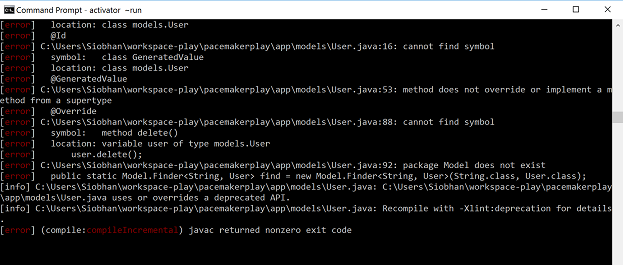 Command Prompt - activator ~run
[error]   location: class models.User
[error]   @Id
[error] C:\Users\Siobhan\workspace-play\pacemakerplay\app\models\User.java:16: cannot find symbol
[error]   symbol:   class GeneratedValue
[error]   location: class models.User
[error]   @GeneratedValue
[error] C:\Users\Siobhan\workspace-play\pacemakerplay\app\models\User.java:53: method does not override or implement a m
ethod from a supertype
[error]   @Override
[error] C:\Users\Siobhan\workspace-play\pacemakerplay\app\models\User.java:88: cannot find symbol
[error]   symbol:   method delete()
[error]   location: variable user of type models.User
[error]       user.delete();
[error] C:\Users\Siobhan\workspace-play\pacemakerplay\app\models\User.java:92: package Model does not exist
[error]   public static Model.Finder<String, User> find = new Model.Finder<String, User>(String.class, User.class);
[info] C:\Users\Siobhan\workspace-play\pacemakerplay\app\models\User.java: C:\Users\Siobhan\workspace-play\pacemakerplay
\app\models\User.java uses or overrides a deprecated API.
[info] C:\Users\Siobhan\workspace-play\pacemakerplay\app\models\User.java: Recompile with -Xlint:deprecation for details
.
[error] (compile:compileIncremental) javac returned nonzero exit code